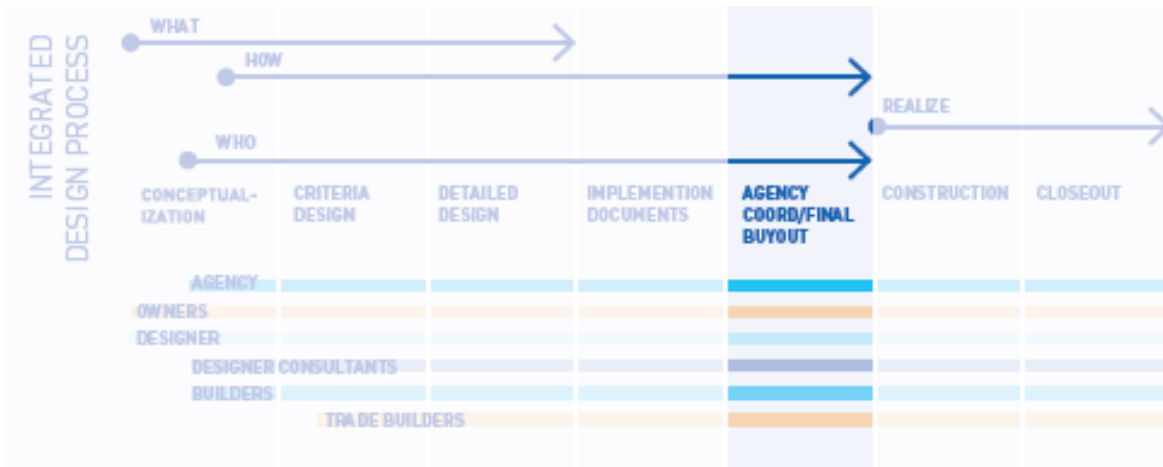 INTEGRATED
DESIGN PROCESS
WHAT
HOW
REALIZE
WHO
CONCEPTUAL-
IZATION
CRITERIA
DESIGN
DETAILED
DESIGN
IMPLEMENTION
DOCUMENTS
AGENCY
COORD/FINAL
BUYOUT
CONSTRUCTION
CLOSEOUT
AGENCY
OWNERS
DESIGNER
DESIGNER CONSULTANTS
BUILDERS
TRADE BUILDERS